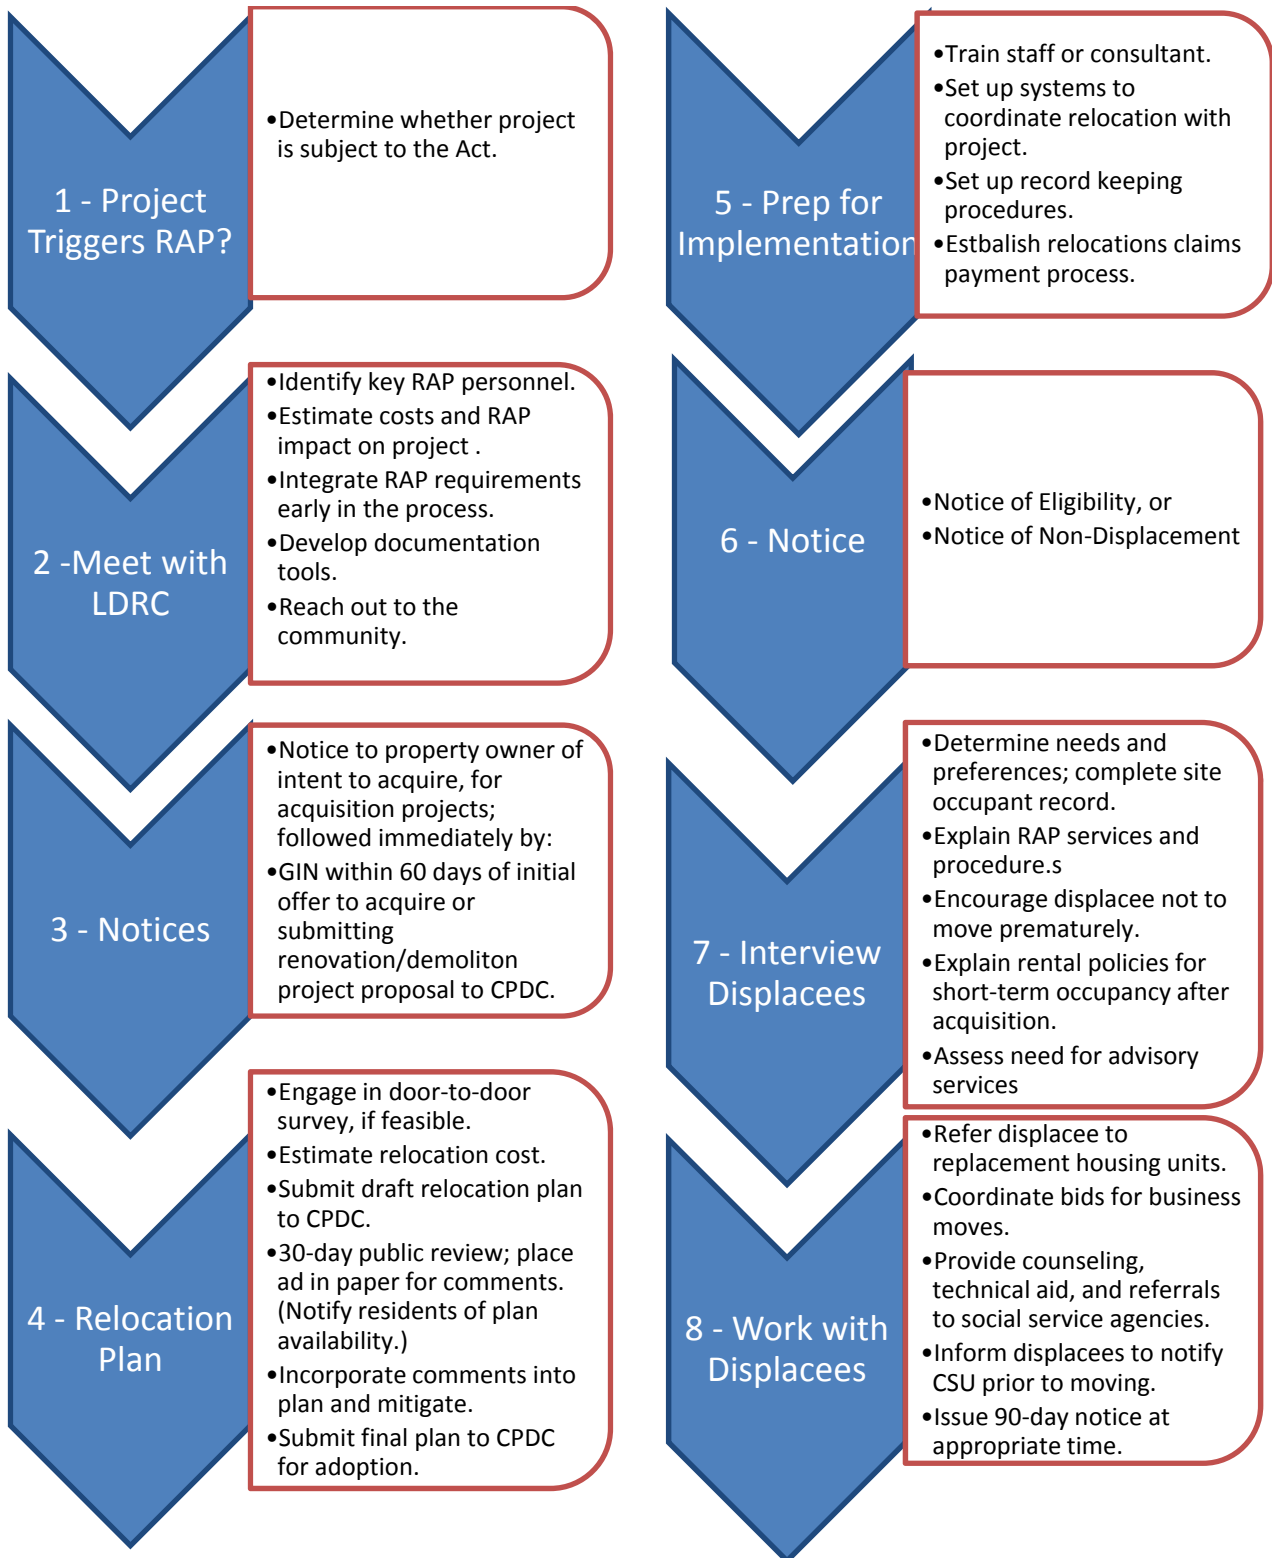 1 - Project
Triggers RAP?
•Determine whether project
is subject to the Act.
2 -Meet with
LDRC
•Identify key RAP personnel.
•Estimate costs and RAP
impact on project .
•Integrate RAP requirements
early in the process.
•Develop documentation
tools.
•Reach out to the
community.
3 - Notices
•Notice to property owner of
intent to acquire, for
acquisition projects;
followed immediately by:
•GIN within 60 days of initial
offer to acquire or
submitting
renovation/demoliton
project proposal to CPDC.
4 - Relocation
Plan
•Engage in door-to-door
survey, if feasible.
•Estimate relocation cost.
•Submit draft relocation plan
to CPDC.
•30-day public review; place
ad in paper for comments.
(Notify residents of plan
availability.)
•Incorporate comments into
plan and mitigate.
•Submit final plan to CPDC
for adoption.
5 - Prep for
Implementation
•Train staff or consultant.
•Set up systems to
coordinate relocation with
project.
•Set up record keeping
procedures.
•Estbalish relocations claims
payment process.
6 - Notice
•Notice of Eligibility, or
•Notice of Non-Displacement
7 - Interview
Displacees
•Determine needs and
preferences; complete site
occupant record.
•Explain RAP services and
procedure.s
•Encourage displacee not to
move prematurely.
•Explain rental policies for
short-term occupancy after
acquisition.
•Assess need for advisory
services
8 - Work with
Displacees
•Refer displacee to
replacement housing units.
•Coordinate bids for business
moves.
•Provide counseling,
technical aid, and referrals
to social service agencies.
•Inform displacees to notify
CSU prior to moving.
•Issue 90-day notice at
appropriate time.